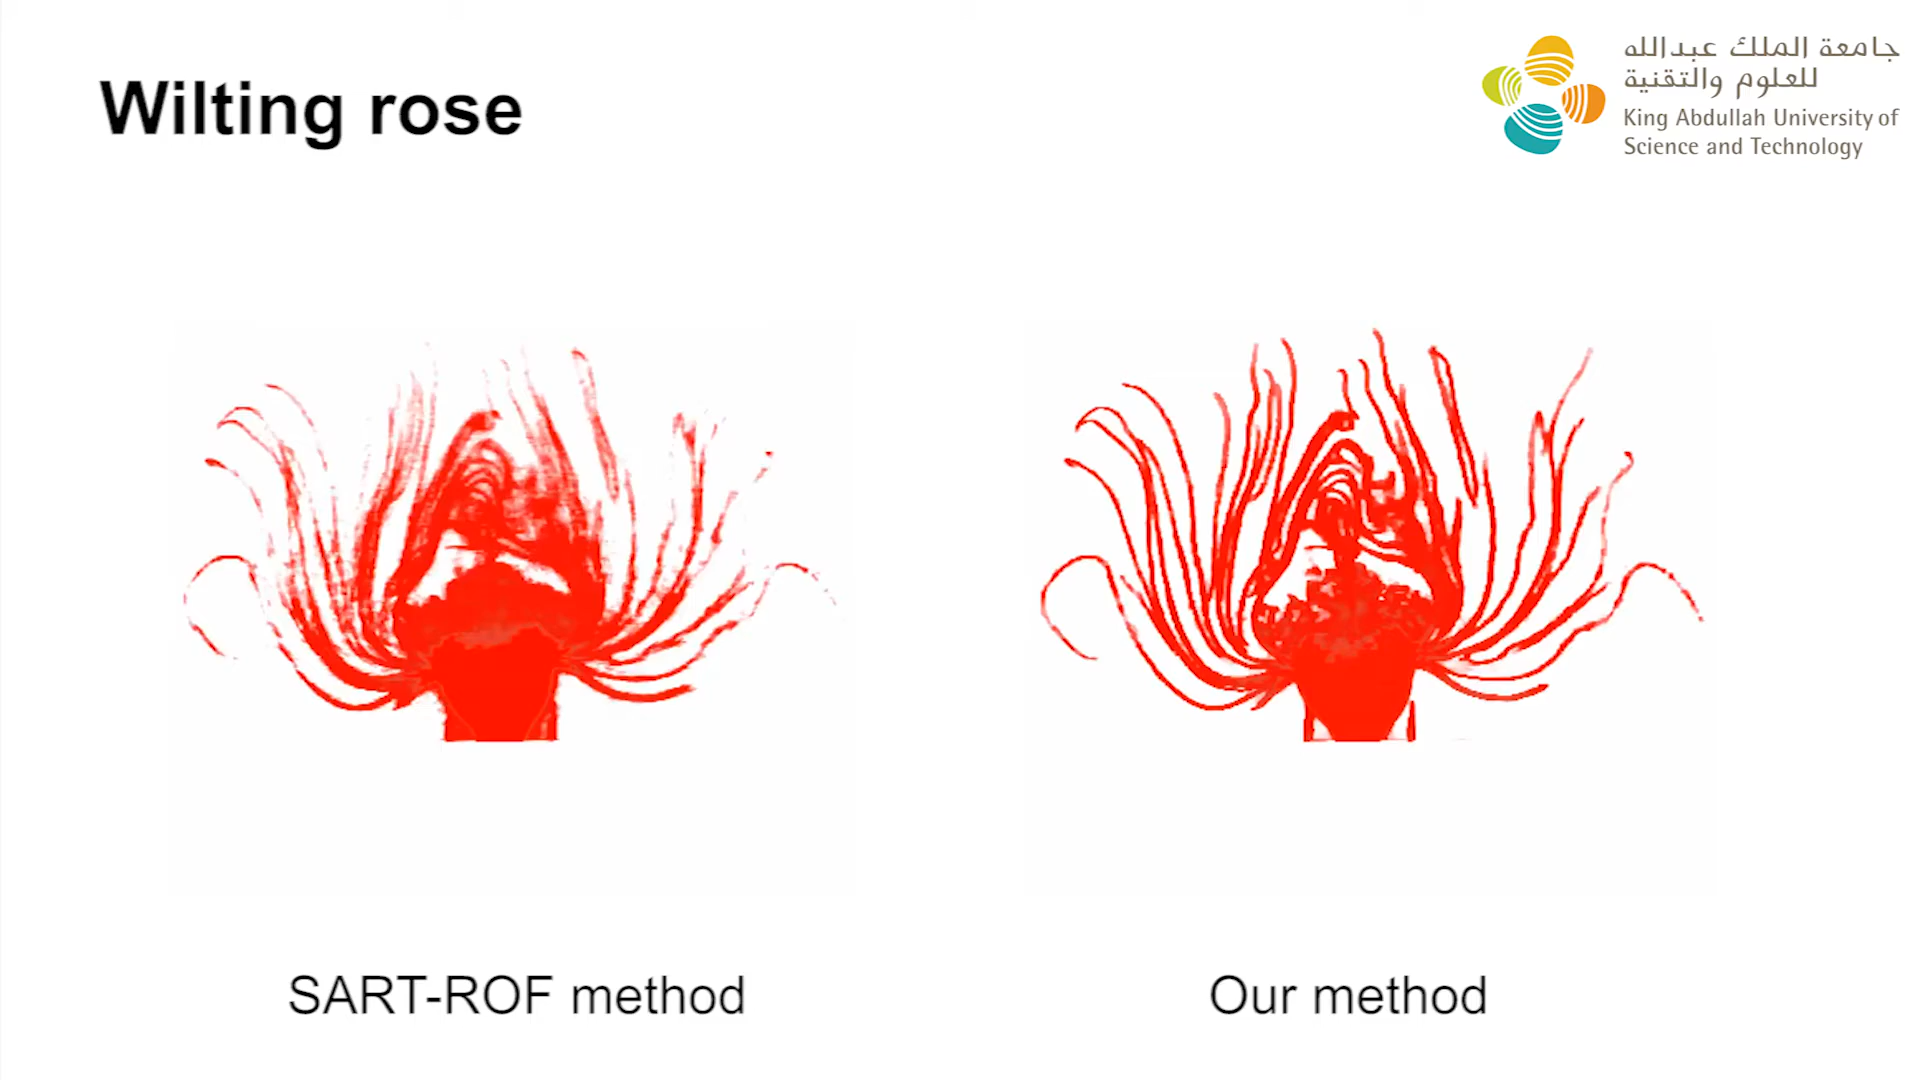 Wilting rose
جامعة الملك عبدالله
للعلوم والتقنية
King Abdullah University of
Science and Technology
SART-ROF method
Our method